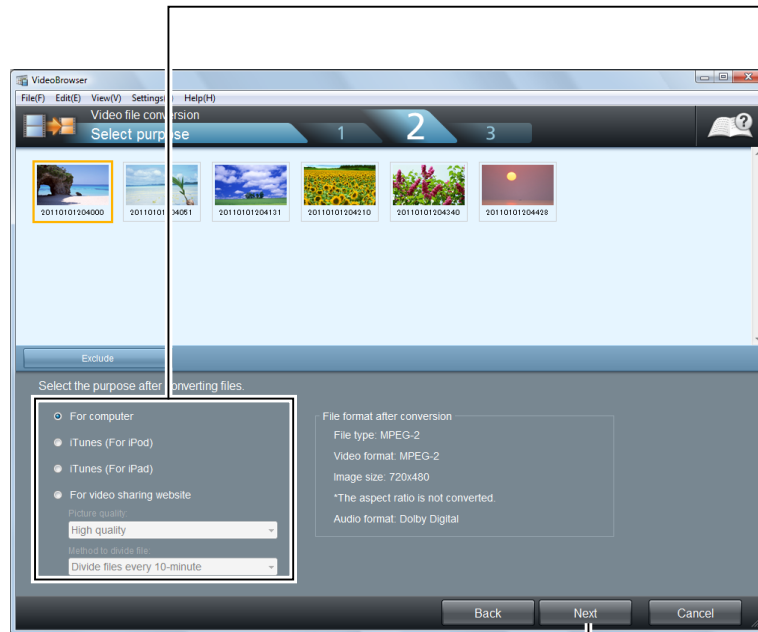 VideoBrowser
File(F) Edit(E) View(V) Settings( Help(H)
Video file conversion
Select purpose 1 2 3
20110101204000 20110101 4051 20110101204131 20110101204210 20110101204340 20110101204428
Exclude
Select the purpose after converting files.
For computer
iTunes (For iPod)
iTunes (For iPad)
For video sharing website
Picture quality:
High quality
Method to divide file:
Divide files every 10-minute
File format after conversion
File type: MPEG-2
Video format: MPEG-2
Image size: 720x480
*The aspect ratio is not converted.
Audio format: Dolby Digital
Back Next Cancel